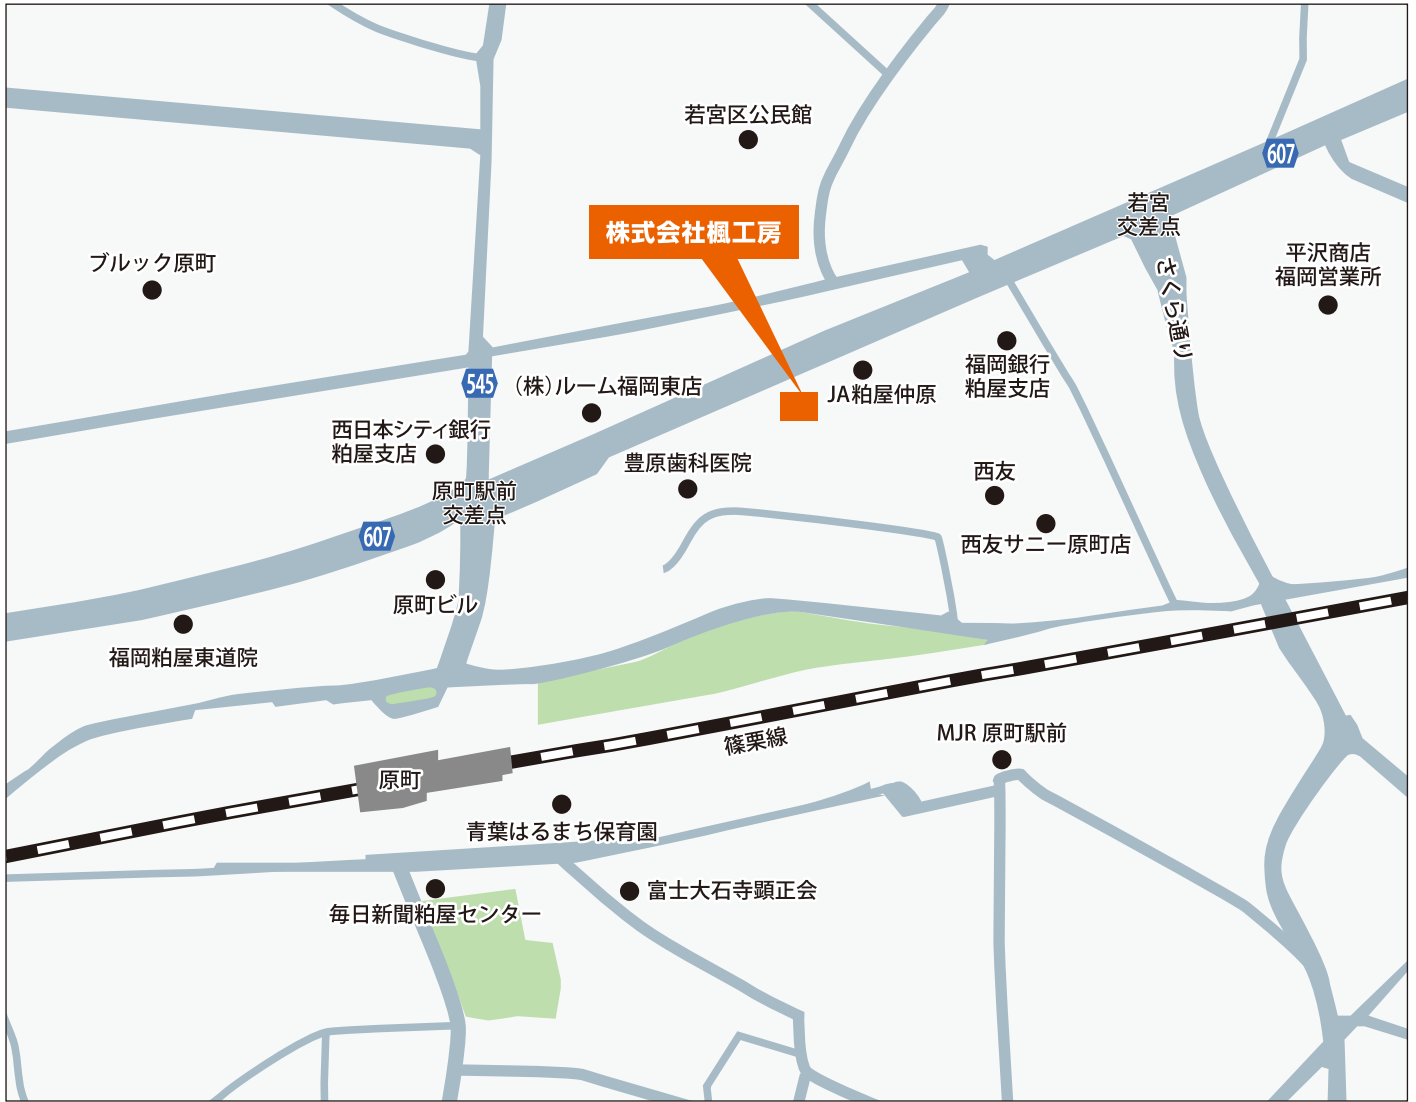 若宮区公民館
607
若宮
交差点
株式会社楓工房
平沢商店
福岡営業所
ブルック原町
さくら通り
福岡銀行
粕屋支店
545
（株）ルーム福岡東店
JA粕屋仲原
西日本シティ銀行
粕屋支店
豊原歯科医院
西友
原町駅前
交差点
607
西友サニー原町店
原町ビル
福岡粕屋東道院
MJR 原町駅前
篠栗線
原町
青葉はるまち保育園
富士大石寺顕正会
毎日新聞粕屋センター